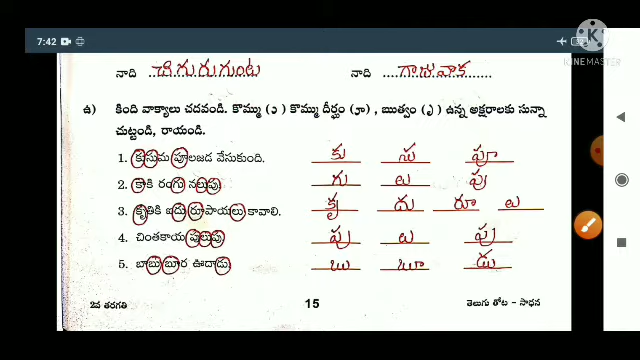 7:42
KINEMASTER
నాది చిగురుగుంట నాది గాజువాక
ఉ) కింది వాక్యాలు చదవండి. కొమ్ము (ు) కొమ్ము దీర్ఘం (ూ) ఋత్వం (ృ) ఉన్న అక్షరాలకు సున్నా
చుట్టండి, రాయండి.
1. కుసుమ పూలజడ వేసుకుంది. కు సు పూ
2. కాకి రంగు నలుపు. గు లు పు
3. కృతికి ఐదు రూపాయలు కావాలి. కృ దు రూ లు
4. చింతకాయ పులుపు పు లు పు
5. బాబు బూర ఊదాడు. బు బూ డు
2వ తరగతి 15 తెలుగు తోట - సాధన